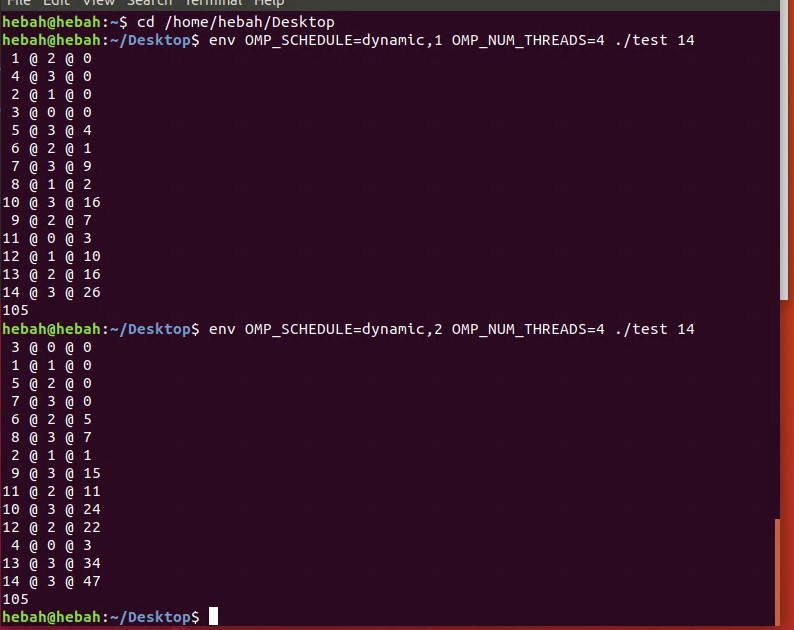 File Edit View Search Terminal Help
hebah@hebah:~$ cd /home/hebah/Desktop
hebah@hebah:~/Desktop$ env OMP_SCHEDULE=dynamic,1 OMP_NUM_THREADS=4 ./test 14
 1 @ 2 @ 0
 4 @ 3 @ 0
 2 @ 1 @ 0
 3 @ 0 @ 0
 5 @ 3 @ 4
 6 @ 2 @ 1
 7 @ 3 @ 9
 8 @ 1 @ 2
10 @ 3 @ 16
 9 @ 2 @ 7
11 @ 0 @ 3
12 @ 1 @ 10
13 @ 2 @ 16
14 @ 3 @ 26
105
hebah@hebah:~/Desktop$ env OMP_SCHEDULE=dynamic,2 OMP_NUM_THREADS=4 ./test 14
 3 @ 0 @ 0
 1 @ 1 @ 0
 5 @ 2 @ 0
 7 @ 3 @ 0
 6 @ 2 @ 5
 8 @ 3 @ 7
 2 @ 1 @ 1
 9 @ 3 @ 15
11 @ 2 @ 11
10 @ 3 @ 24
12 @ 2 @ 22
 4 @ 0 @ 3
13 @ 3 @ 34
14 @ 3 @ 47
105
hebah@hebah:~/Desktop$